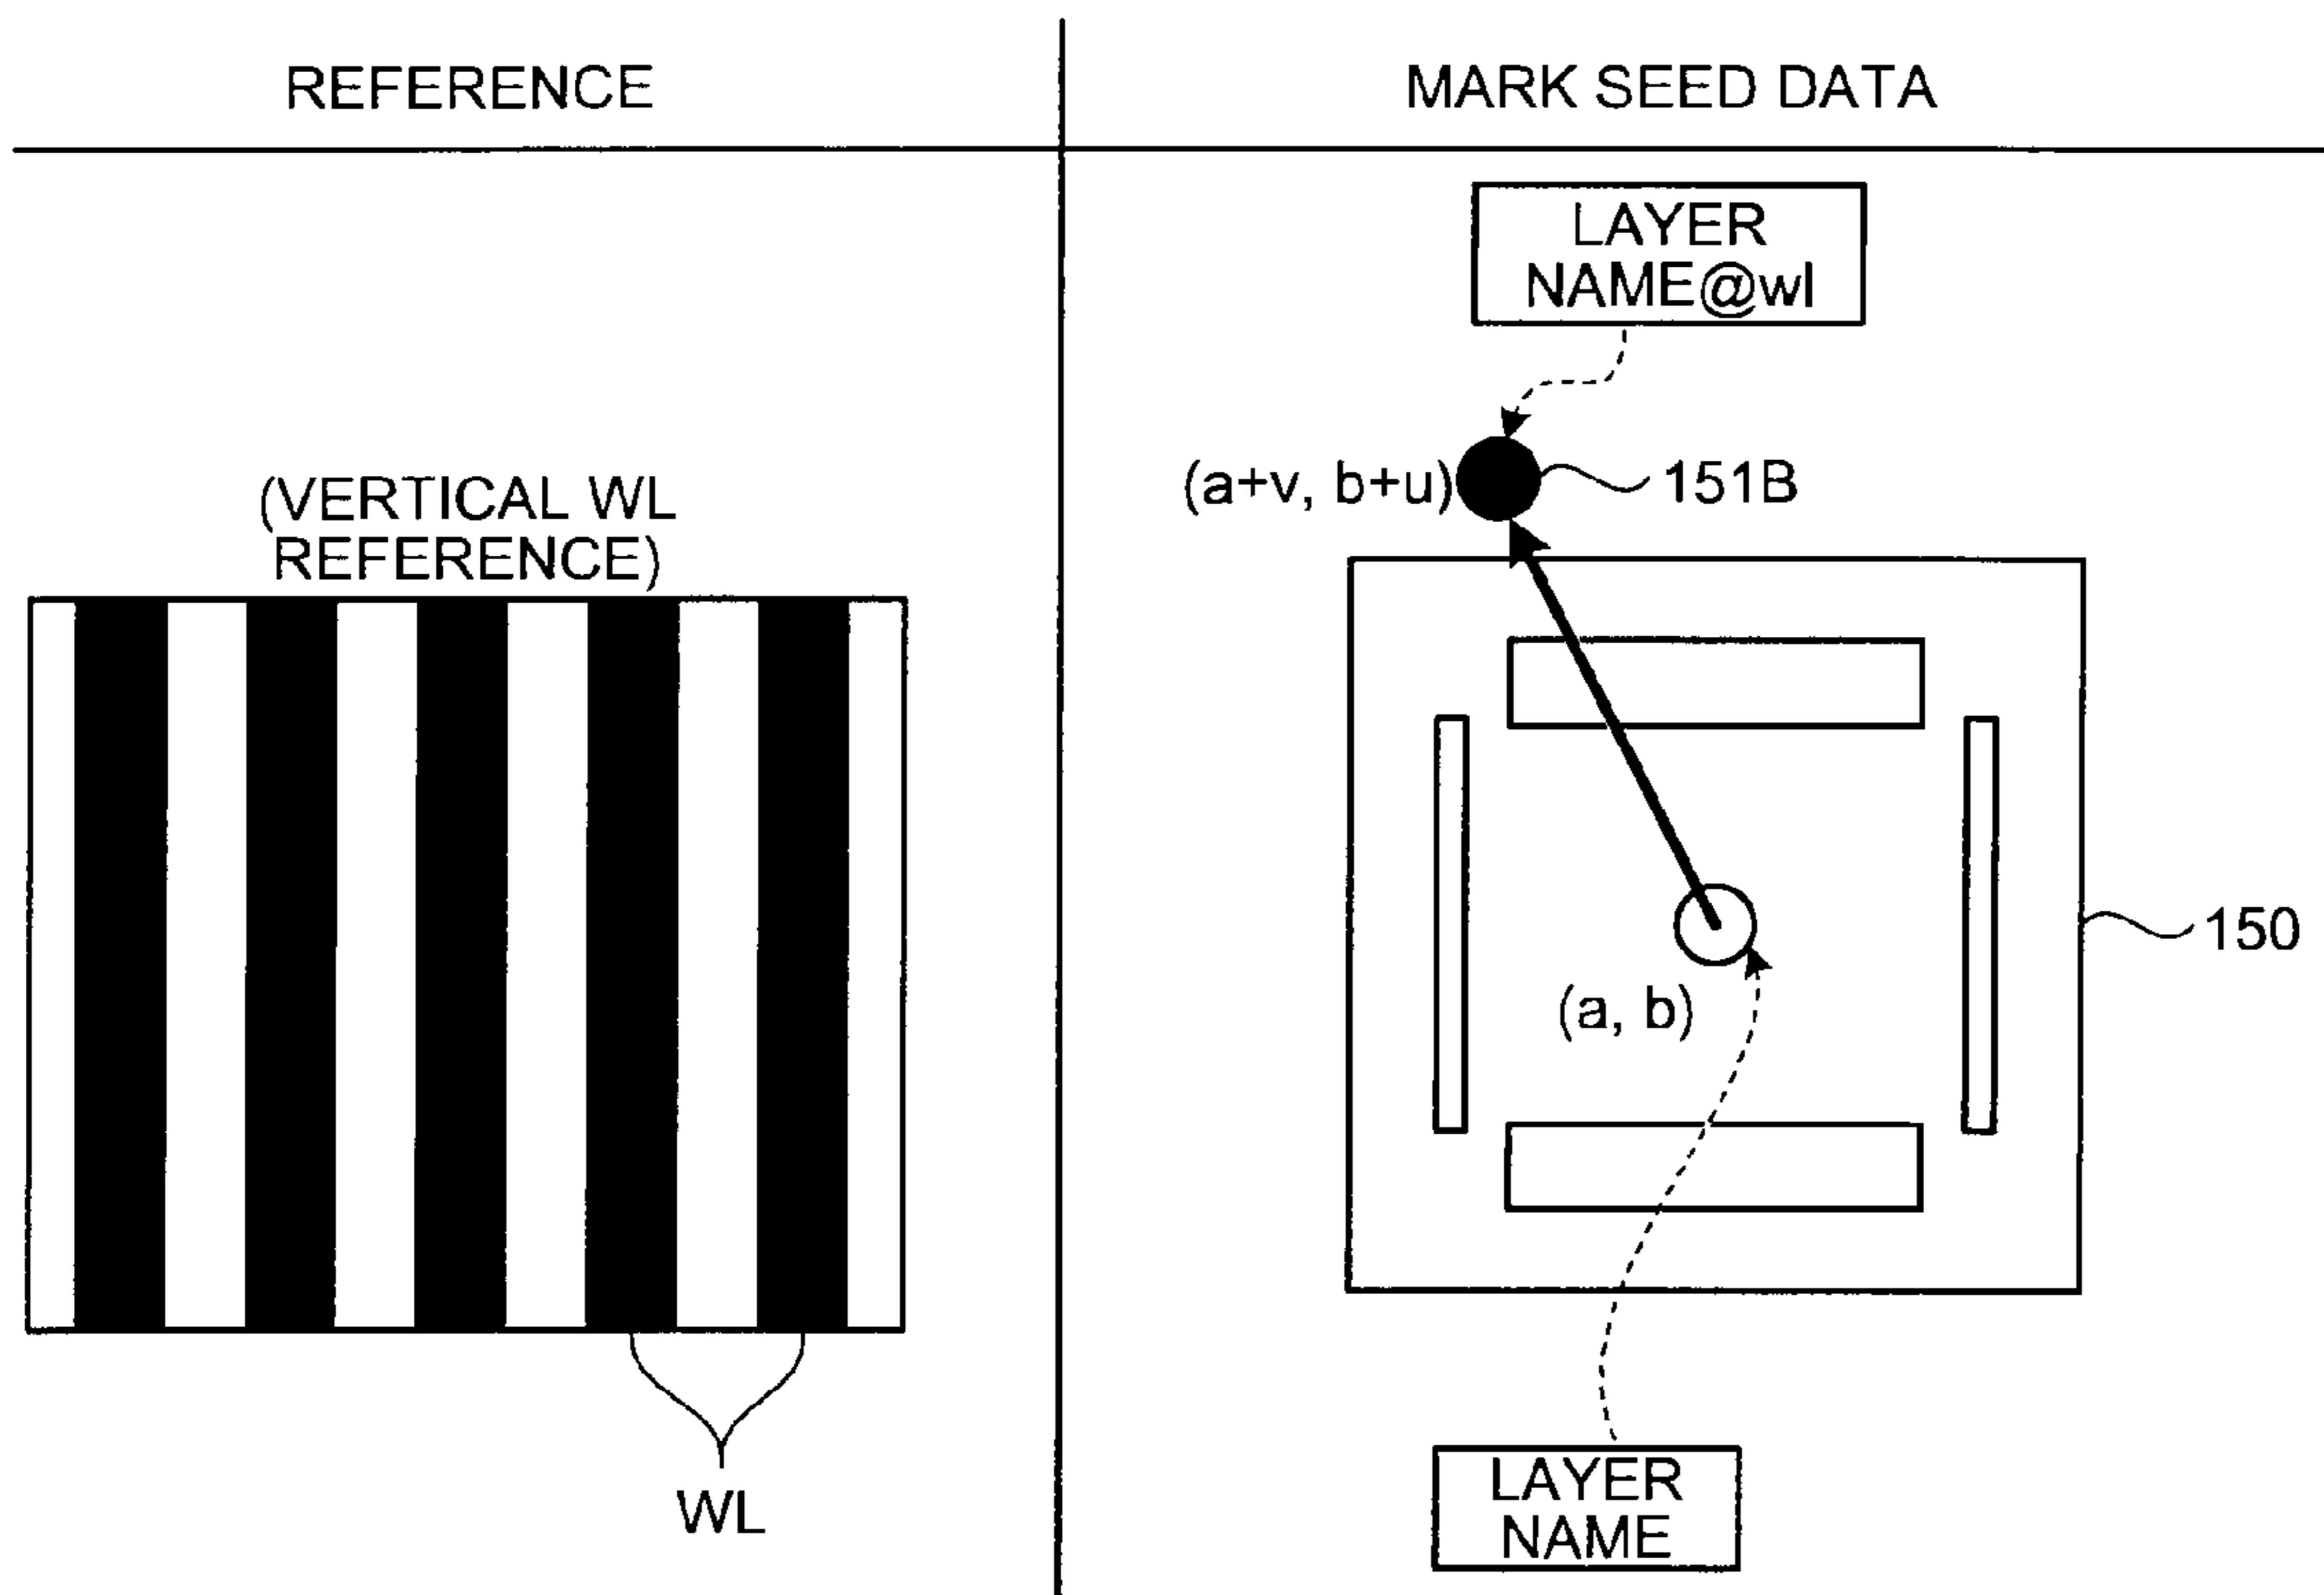 REFERENCE
MARK SEED DATA
(VERTICAL WL
REFERENCE)
WL
LAYER
NAME@wl
(a+v, b+u)
151B
150
(a, b)
LAYER
NAME